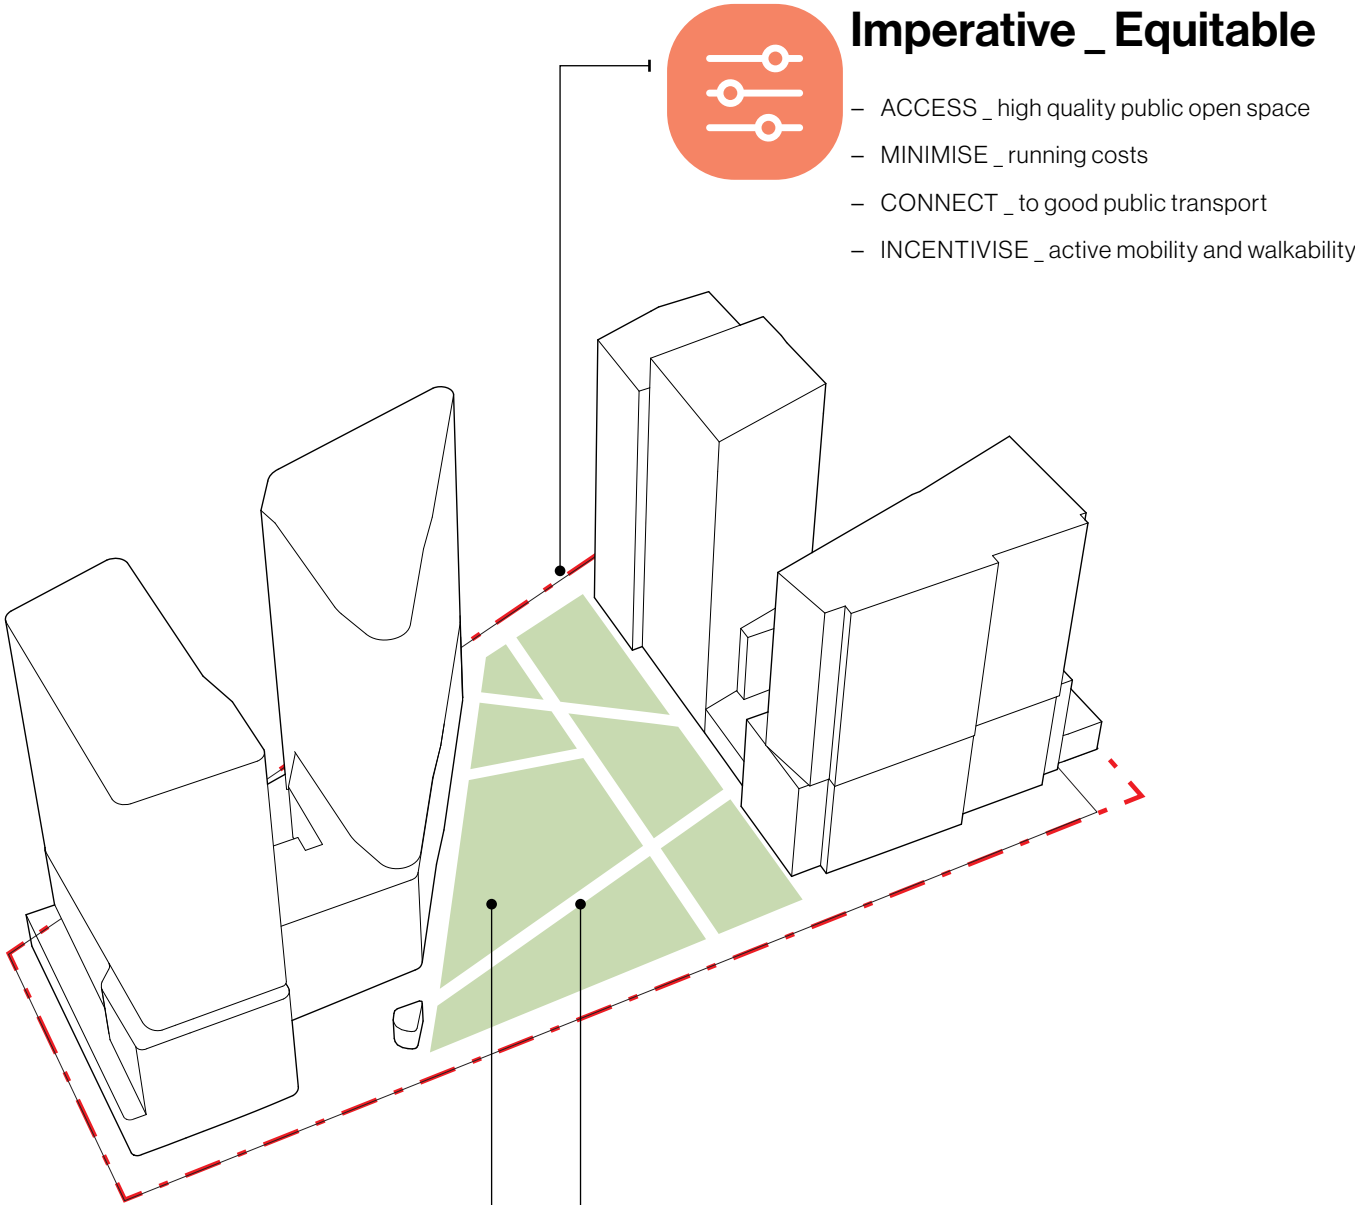 Imperative _ Equitable
– ACCESS _ high quality public open space
– MINIMISE _ running costs
– CONNECT _ to good public transport
– INCENTIVISE _ active mobility and walkability